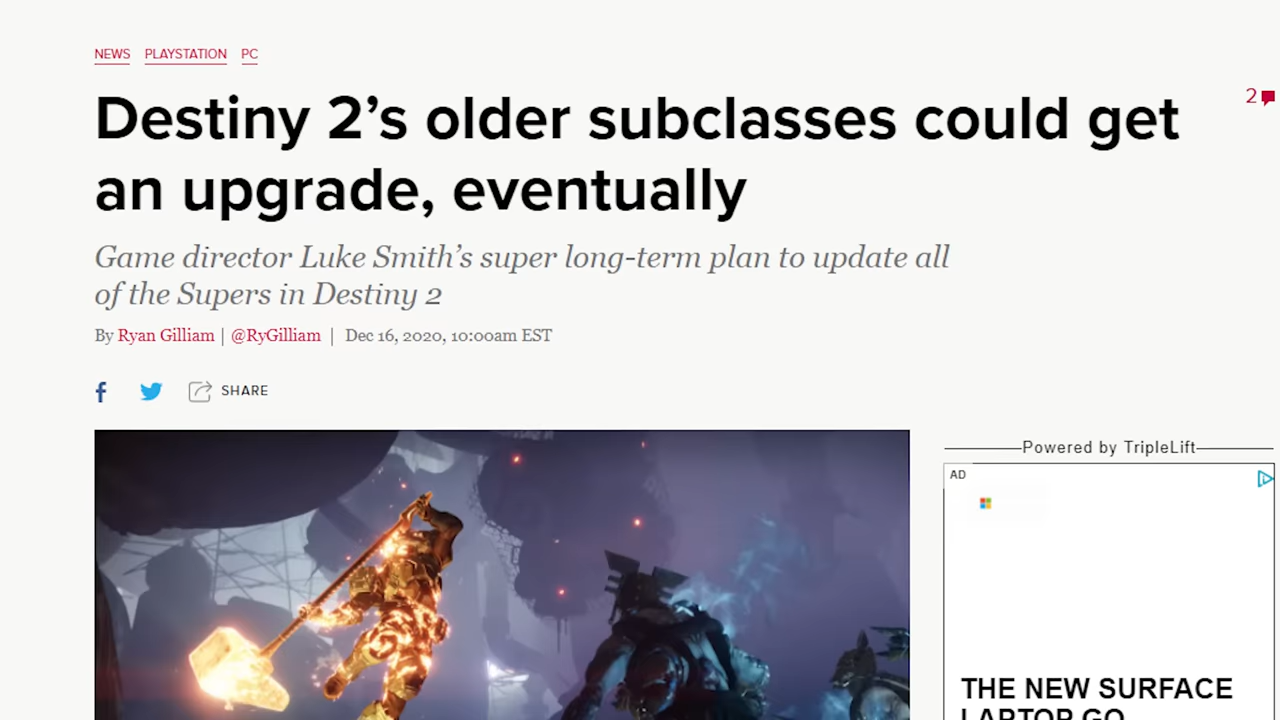 NEWS PLAYSTATION PC
Destiny 2’s older subclasses could get
an upgrade, eventually
2
Game director Luke Smith’s super long-term plan to update all
of the Supers in Destiny 2
By Ryan Gilliam | @RyGilliam | Dec 16, 2020, 10:00am EST
SHARE
Powered by TripleLift
AD
THE NEW SURFACE
LAPTOP GO